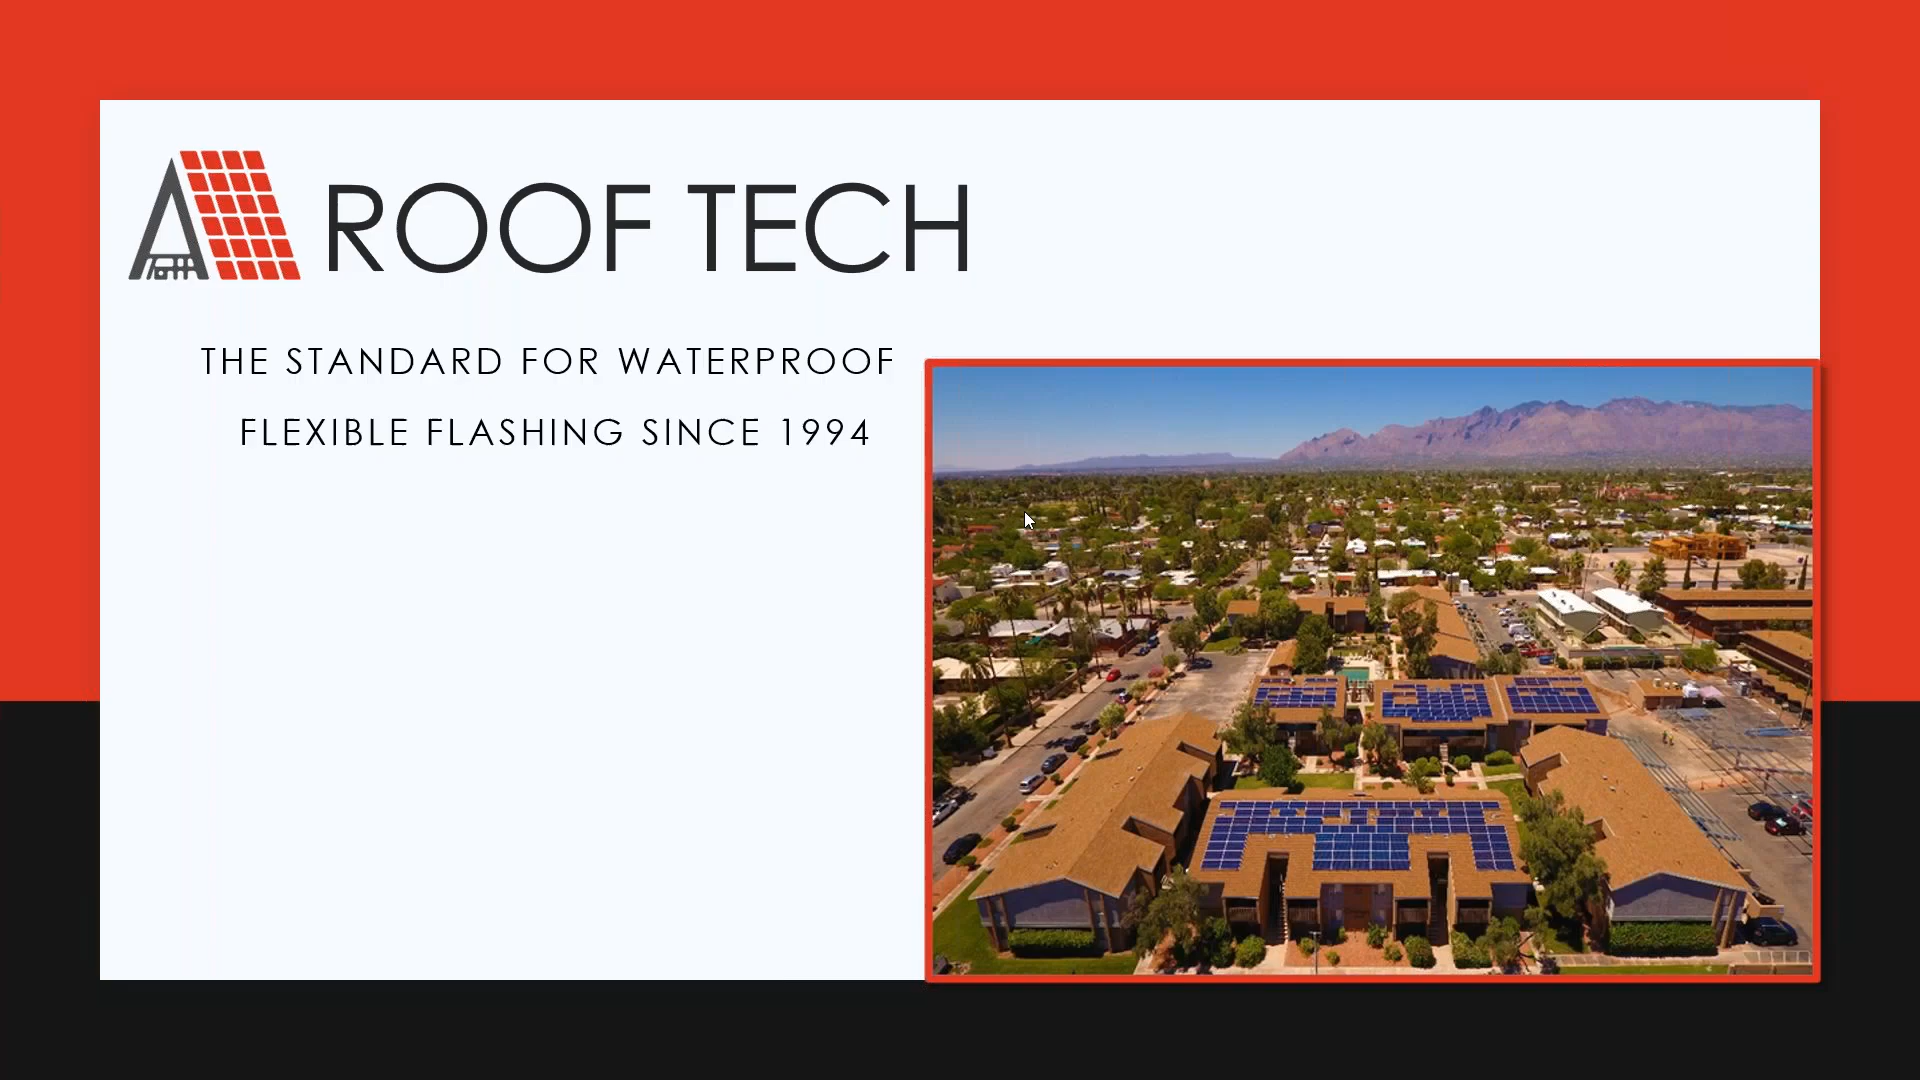 ROOF TECH
THE STANDARD FOR WATERPROOF
FLEXIBLE FLASHING SINCE 1994